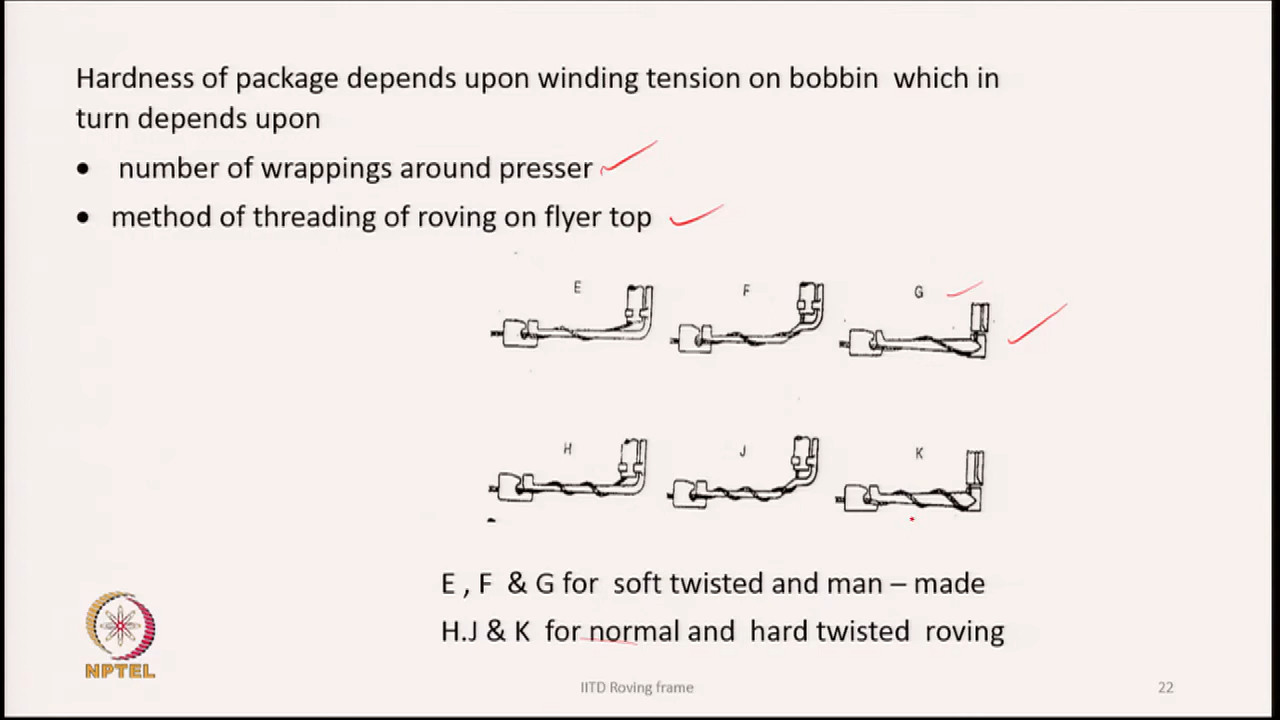 Hardness of package depends upon winding tension on bobbin which in
turn depends upon
• number of wrappings around presser
• method of threading of roving on flyer top
E F G
H J K
E , F & G for soft twisted and man – made
H.J & K for normal and hard twisted roving
NPTEL
IITD Roving frame 22